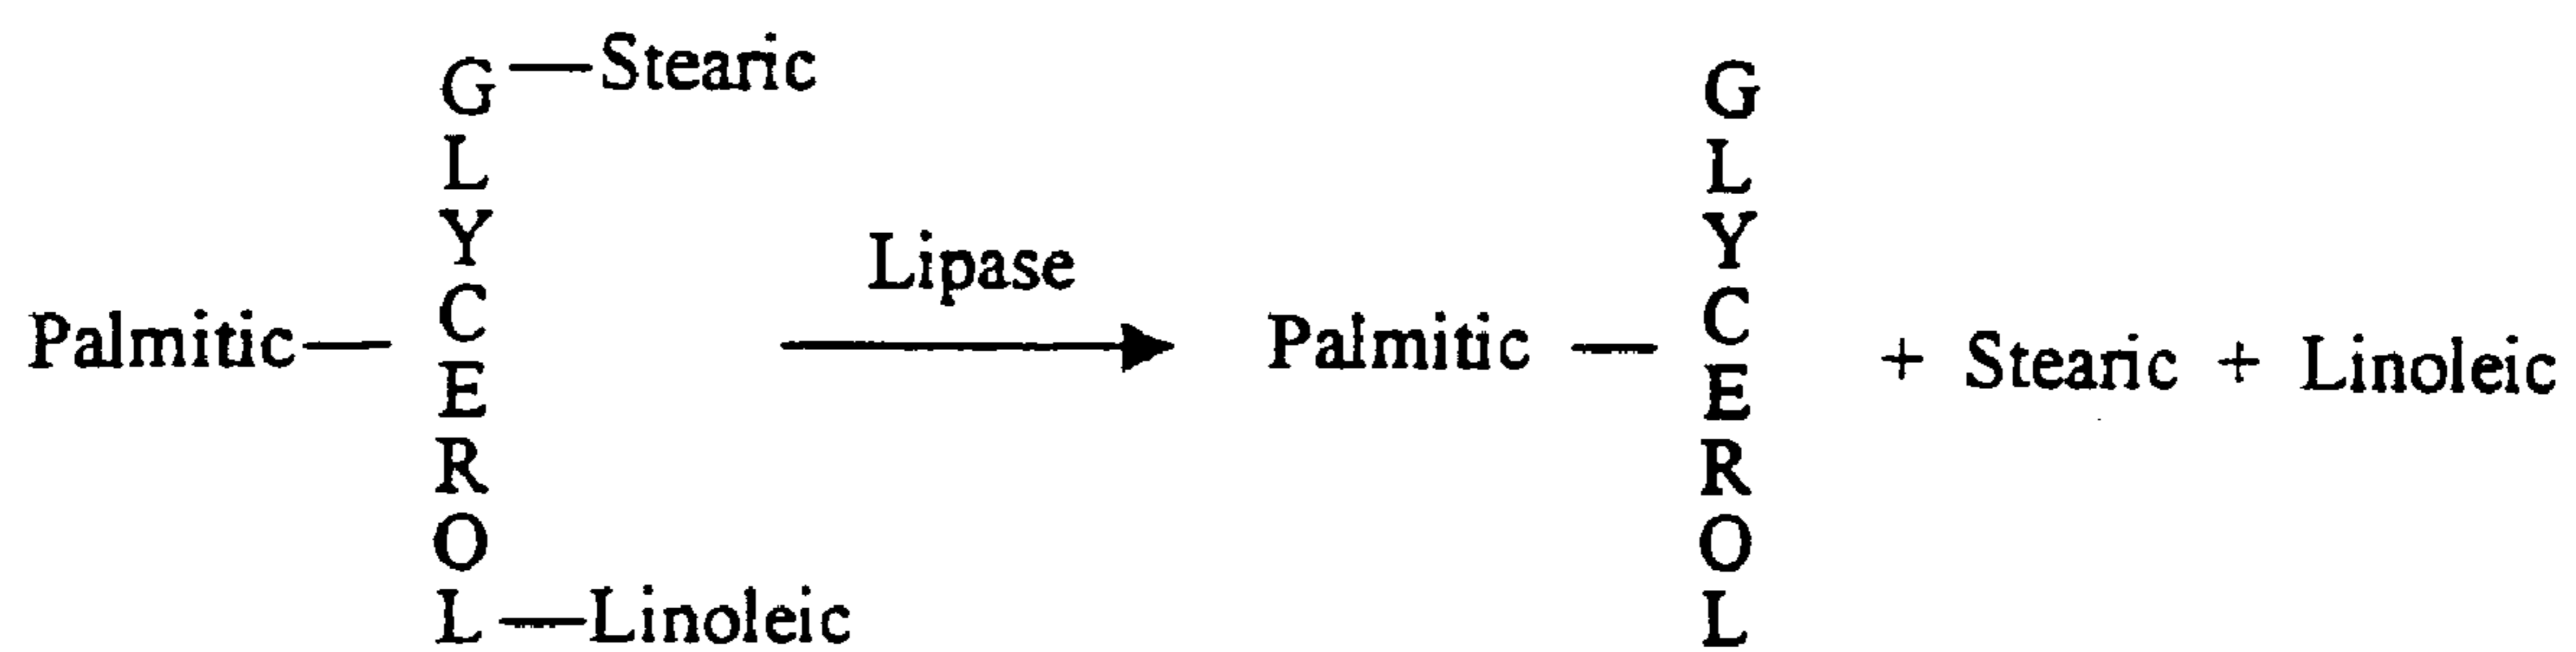 G—Stearic
L
Y
Palmitic—C
E
R
O
L—Linoleic
Lipase
G
L
Y
Palmitic — C + Stearic + Linoleic
E
R
O
L